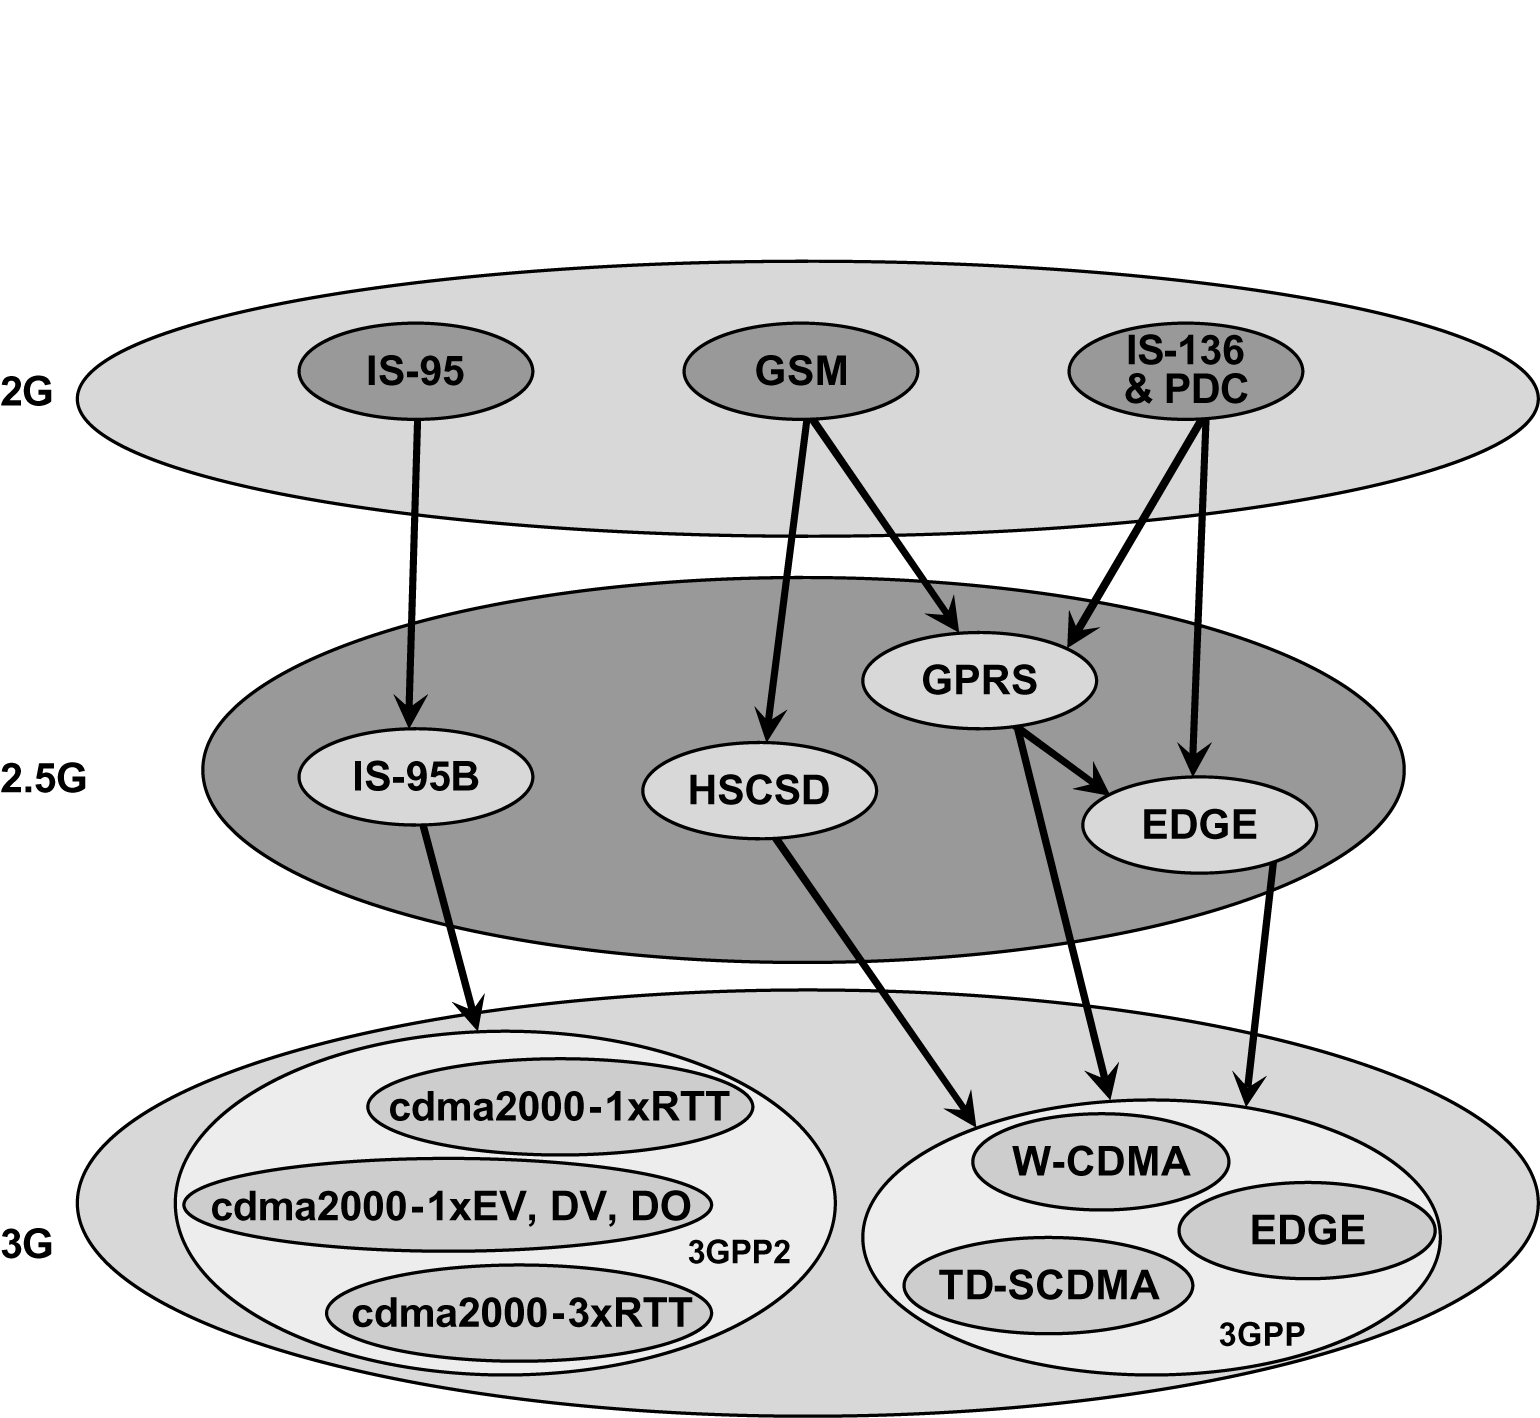 2G
IS-95
GSM
IS-136
& PDC
2.5G
GPRS
IS-95B
HSCSD
EDGE
3G
cdma2000-1xRTT
cdma2000-1xEV, DV, DO
3GPP2
cdma2000-3xRTT
W-CDMA
EDGE
TD-SCDMA
3GPP